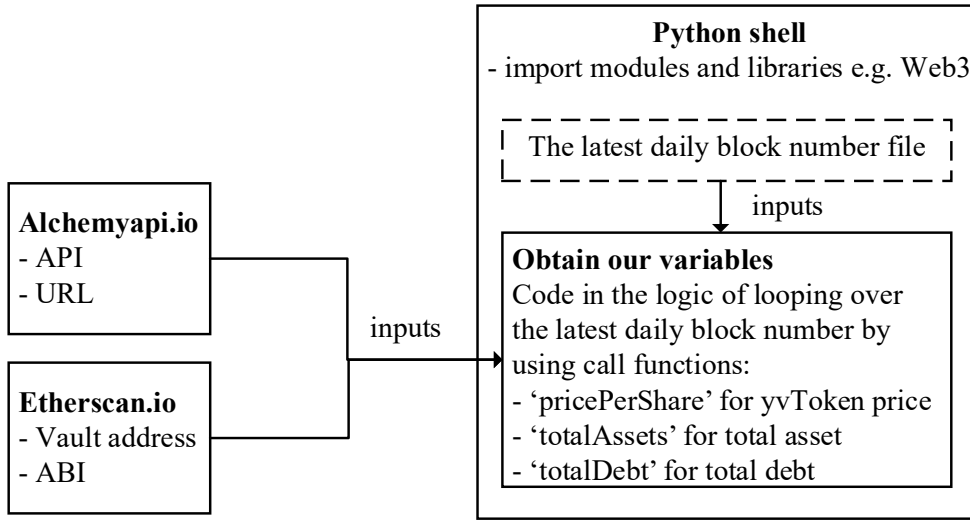 Python shell
- import modules and libraries e.g. Web3
The latest daily block number file
inputs
Alchemyapi.io
- API
- URL
inputs
Etherscan.io
- Vault address
- ABI
Obtain our variables
Code in the logic of looping over
the latest daily block number by
using call functions:
- ‘pricePerShare’ for yvToken price
- ‘totalAssets’ for total asset
- ‘totalDebt’ for total debt